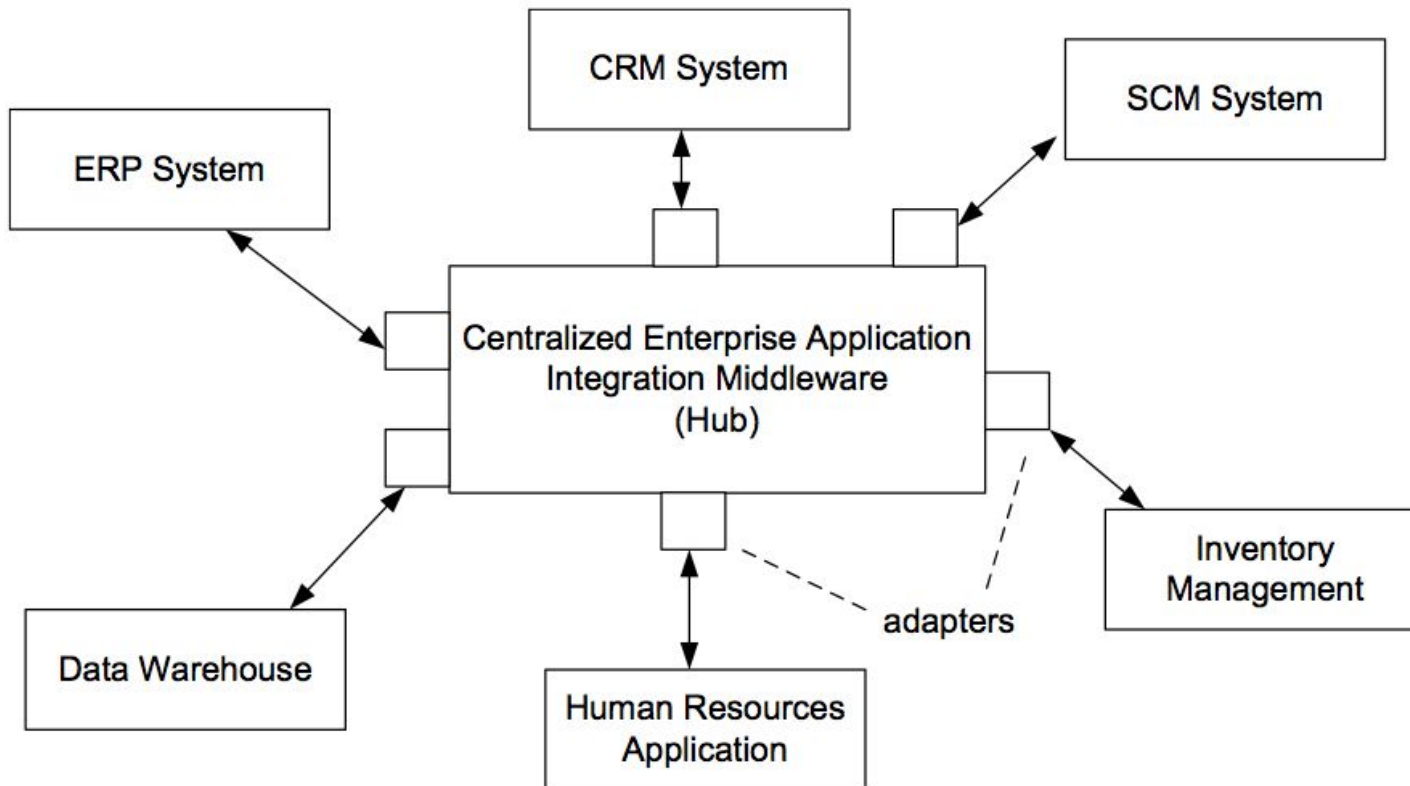 CRM System
SCM System
ERP System
Centralized Enterprise Application
Integration Middleware
(Hub)
Inventory
Management
adapters
Data Warehouse
Human Resources
Application